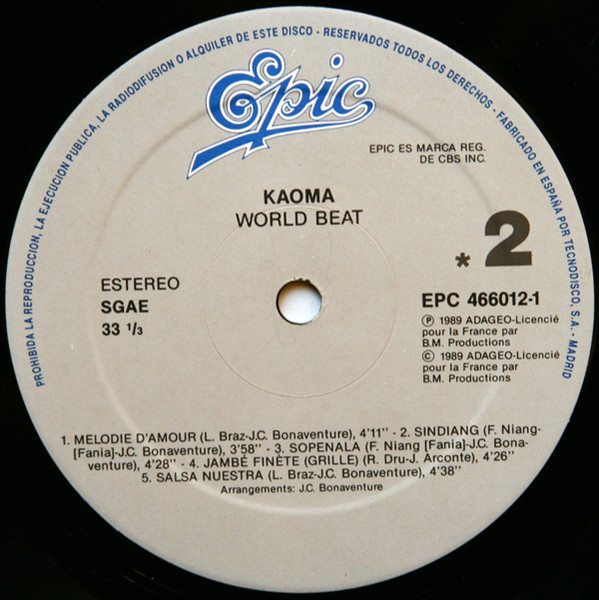 PROHIBIDA LA REPRODUCCION, LA EJECUCION PUBLICA, LA RADIODIFUSION O ALQUILER DE ESTE DISCO - RESERVADOS TODOS LOS DERECHOS - FABRICADO EN ESPAÑA POR TECNODISCO, S.A. - MADRID
Epic
EPIC ES MARCA REG.
DE CBS INC.
KAOMA
WORLD BEAT
* 2
ESTEREO
SGAE
33 1/3
EPC 466012-1
Ⓟ 1989 ADAGEO-Licencié
pour la France par
B.M. Productions
© 1989 ADAGEO-Licencié
pour la France par
B.M. Productions
1. MELODIE D'AMOUR (L. Braz-J.C. Bonaventure), 4'11" - 2. SINDIANG (F. Niang-
[Fania]-J.C. Bonaventure), 3'58" - 3. SOPENALA (F. Niang [Fania]-J.C. Bona-
venture), 4'28" - 4. JAMBÉ FINÈTE (GRILLE) (R. Dru-J. Arconte), 4'26"
5. SALSA NUESTRA (L. Braz-J.C. Bonaventure), 4'38"
Arrangements: J.C. Bonaventure